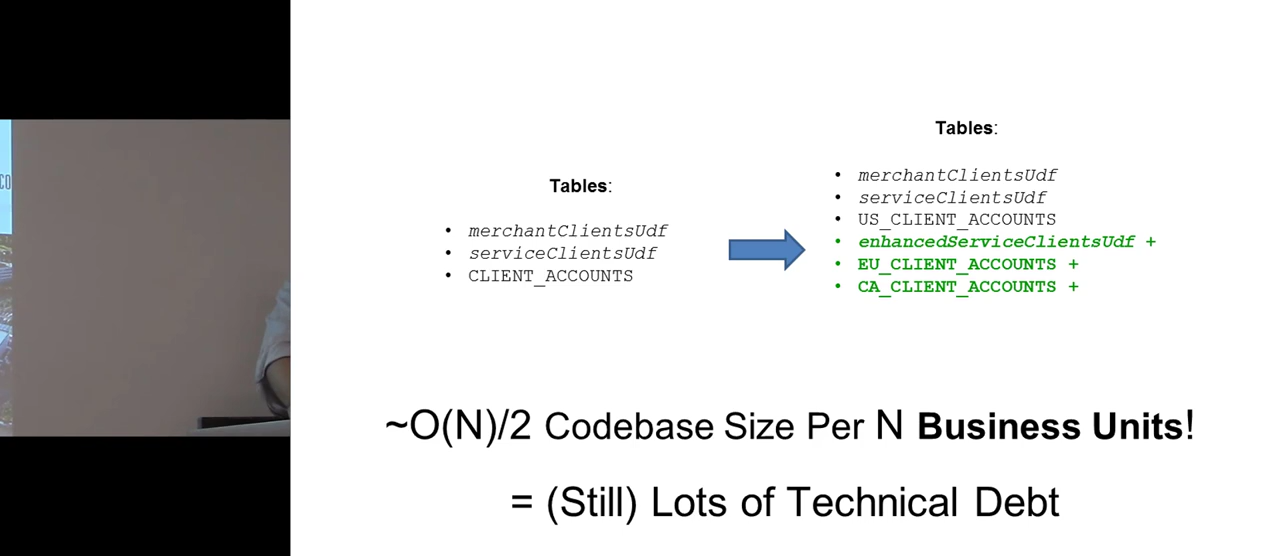 Tables:
• merchantClientsUdf
• serviceClientsUdf
• CLIENT_ACCOUNTS
Tables:
• merchantClientsUdf
• serviceClientsUdf
• US_CLIENT_ACCOUNTS
• enhancedServiceClientsUdf +
• EU_CLIENT_ACCOUNTS +
• CA_CLIENT_ACCOUNTS +
~O(N)/2 Codebase Size Per N Business Units!
= (Still) Lots of Technical Debt